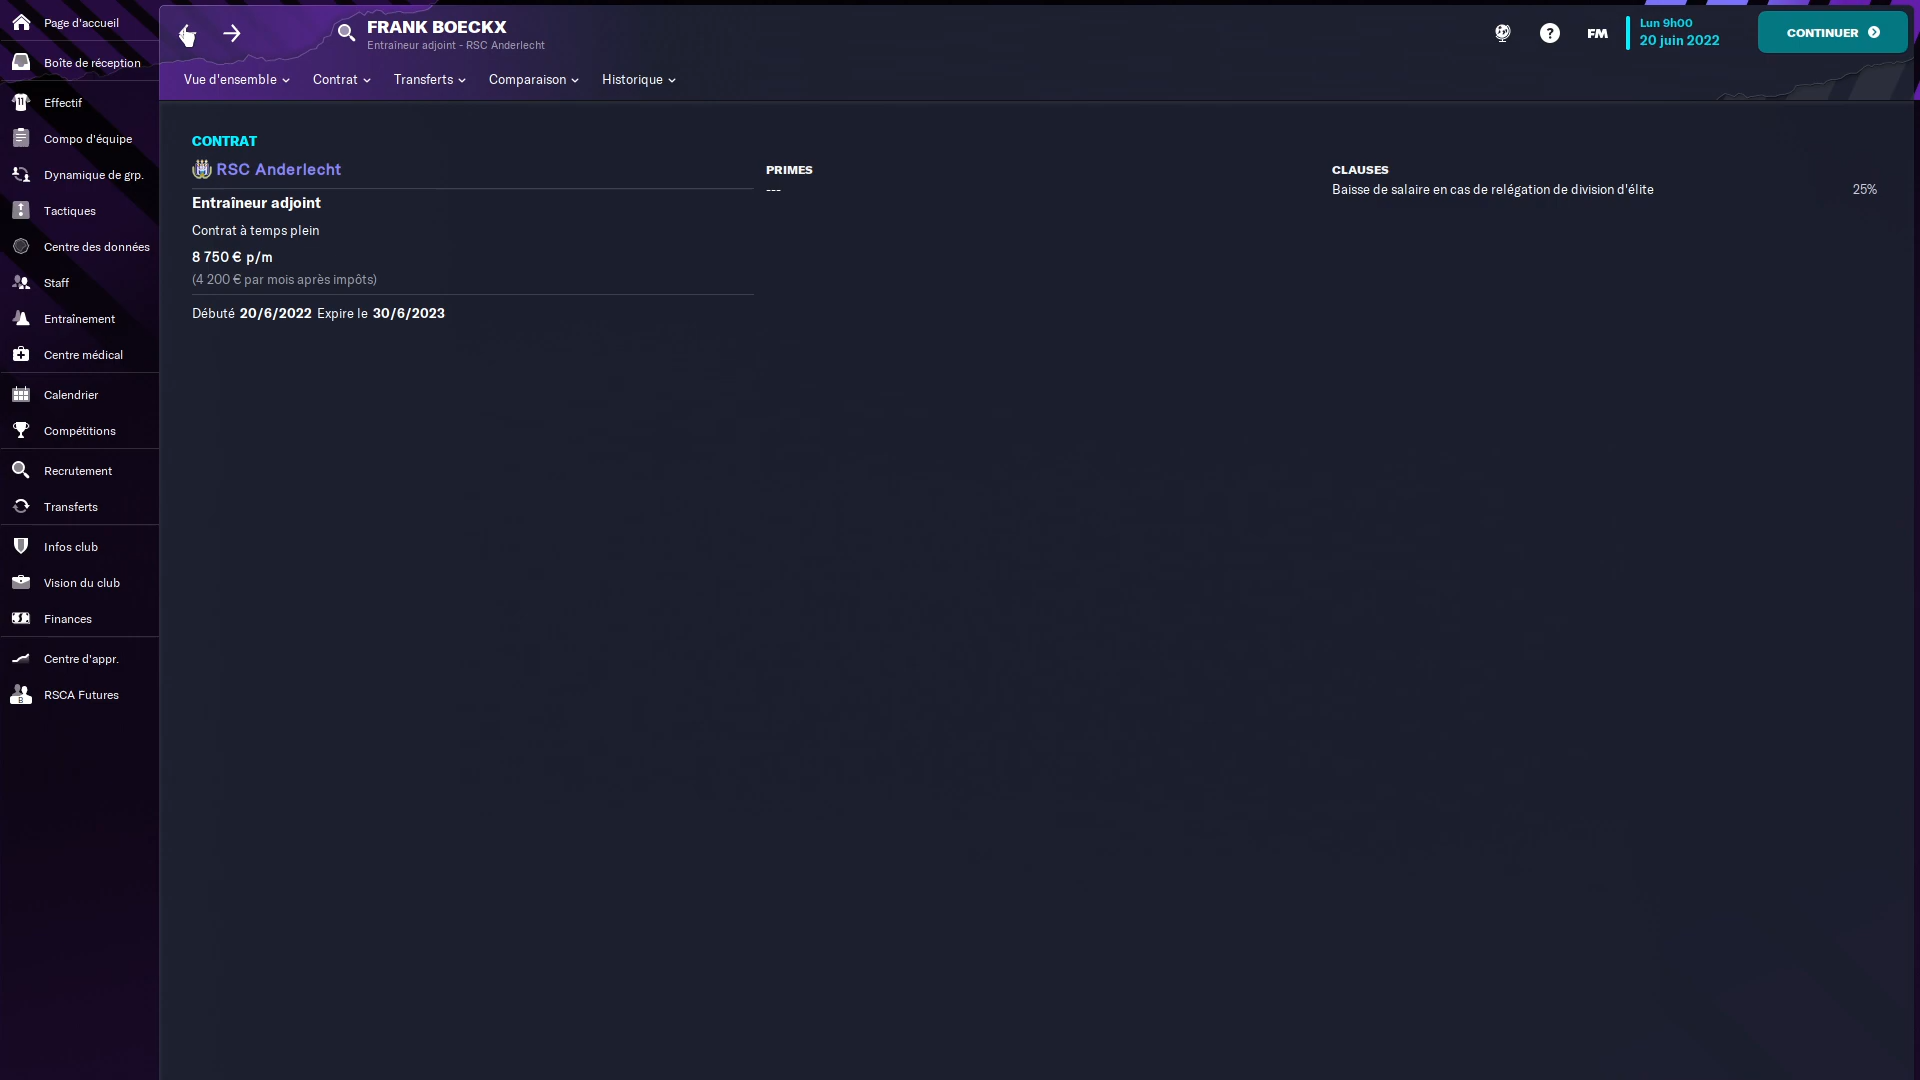 Page d'accueil
Boîte de réception
Effectif
Compo d'équipe
Dynamique de grp.
Tactiques
Centre des données
Staff
Entraînement
Centre médical
Calendrier
Compétitions
Recrutement
Transferts
Infos club
Vision du club
Finances
Centre d'appr.
RSCA Futures
FRANK BOECKX
Entraîneur adjoint - RSC Anderlecht
FM
Lun 9h00
20 juin 2022
CONTINUER
Vue d'ensemble
Contrat
Transferts
Comparaison
Historique
CONTRAT
RSC Anderlecht
Entraîneur adjoint
Contrat à temps plein
8 750 € p/m
(4 200 € par mois après impôts)
Débuté 20/6/2022 Expire le 30/6/2023
PRIMES
---
CLAUSES
Baisse de salaire en cas de relégation de division d'élite 25%